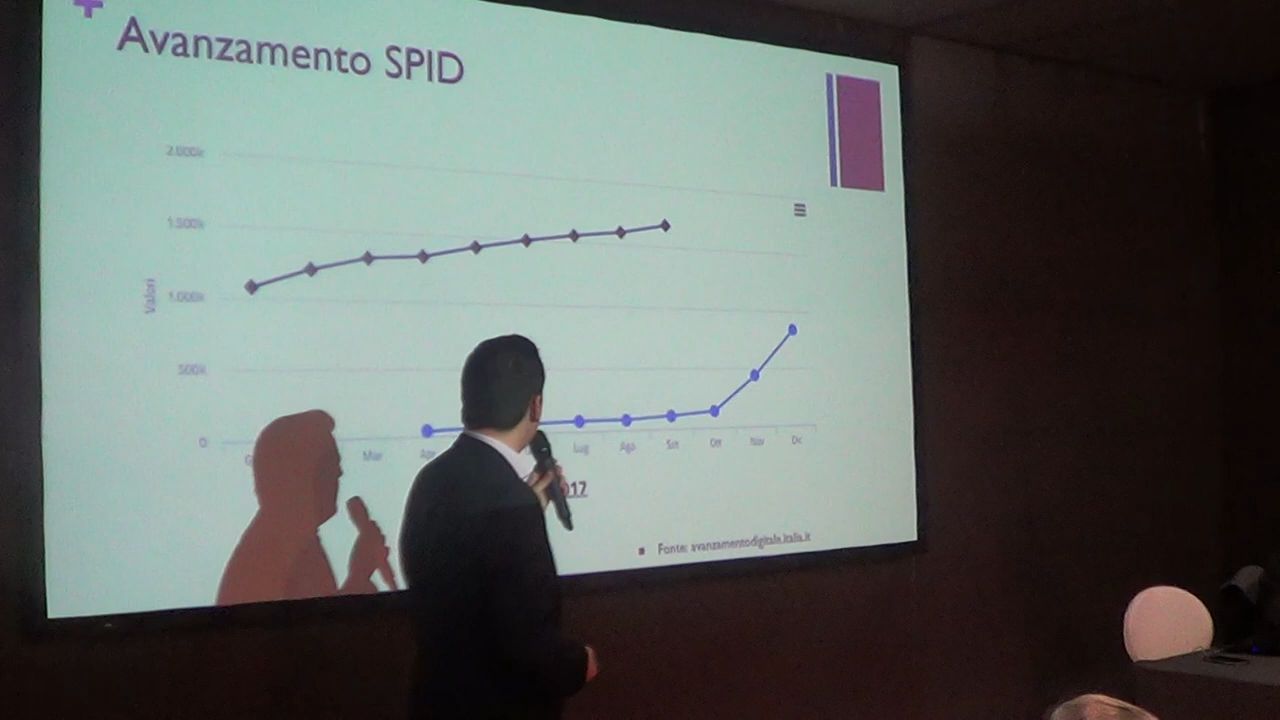 Avanzamento SPID
2.000k
1.500k
1.000k
500k
0
Valori
Mar
Lug
Ago
Set
Ott
Nov
Dic
Fonte: avanzamentodigitale.italia.it